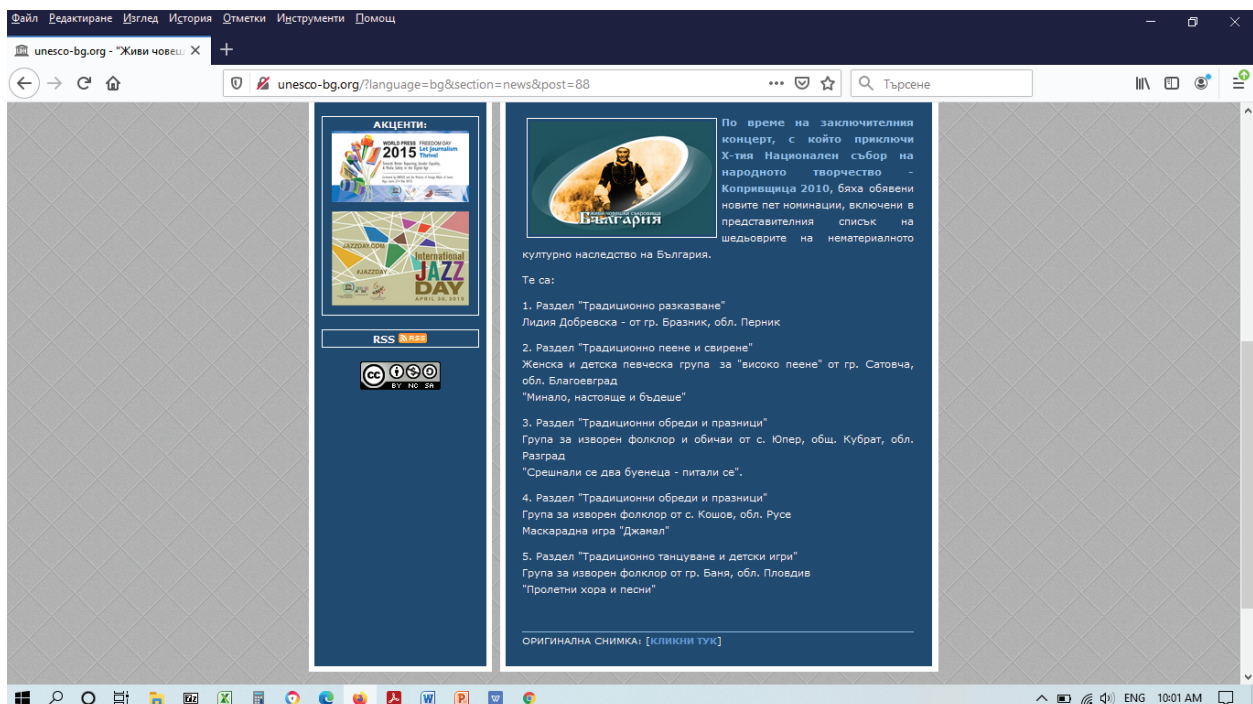 Файл Редактиране Изглед История Отметки Инструменти Помощ
unesco-bg.org - "Живи човеш
unesco-bg.org/?language=bg&section=news&post=88
Търсене
АКЦЕНТИ:
WORLD PRESS FREEDOM DAY
2015 Let Journalism
Thrive!
JAZZDAY.COM
#JAZZDAY
International
JAZZ
DAY
APRIL 30, 2015
RSS RSS
cc
BY NC SA
България
По време на заключителния
концерт, с който приключи
X-тия Национален събор на
народното творчество -
Копривщица 2010, бяха обявени
новите пет номинации, включени в
представителния списък на
шедьоврите на нематериалното
културно наследство на България.
Те са:
1. Раздел "Традиционно разказване"
Лидия Добревска - от гр. Бразник, обл. Перник
2. Раздел "Традиционно пеене и свирене"
Женска и детска певческа група за "високо пеене" от гр. Сатовча,
обл. Благоевград
"Минало, настояще и бъдеше"
3. Раздел "Традиционни обреди и празници"
Група за изворен фолклор и обичаи от с. Юпер, общ. Кубрат, обл.
Разград
"Срешнали се два буенеца - питали се".
4. Раздел "Традиционни обреди и празници"
Група за изворен фолклор от с. Кошов, обл. Русе
Маскарадна игра "Джамал"
5. Раздел "Традиционно танцуване и детски игри"
Група за изворен фолклор от гр. Баня, обл. Пловдив
"Пролетни хора и песни"
ОРИГИНАЛНА СНИМКА: [КЛИКНИ ТУК]
ENG 10:01 AM